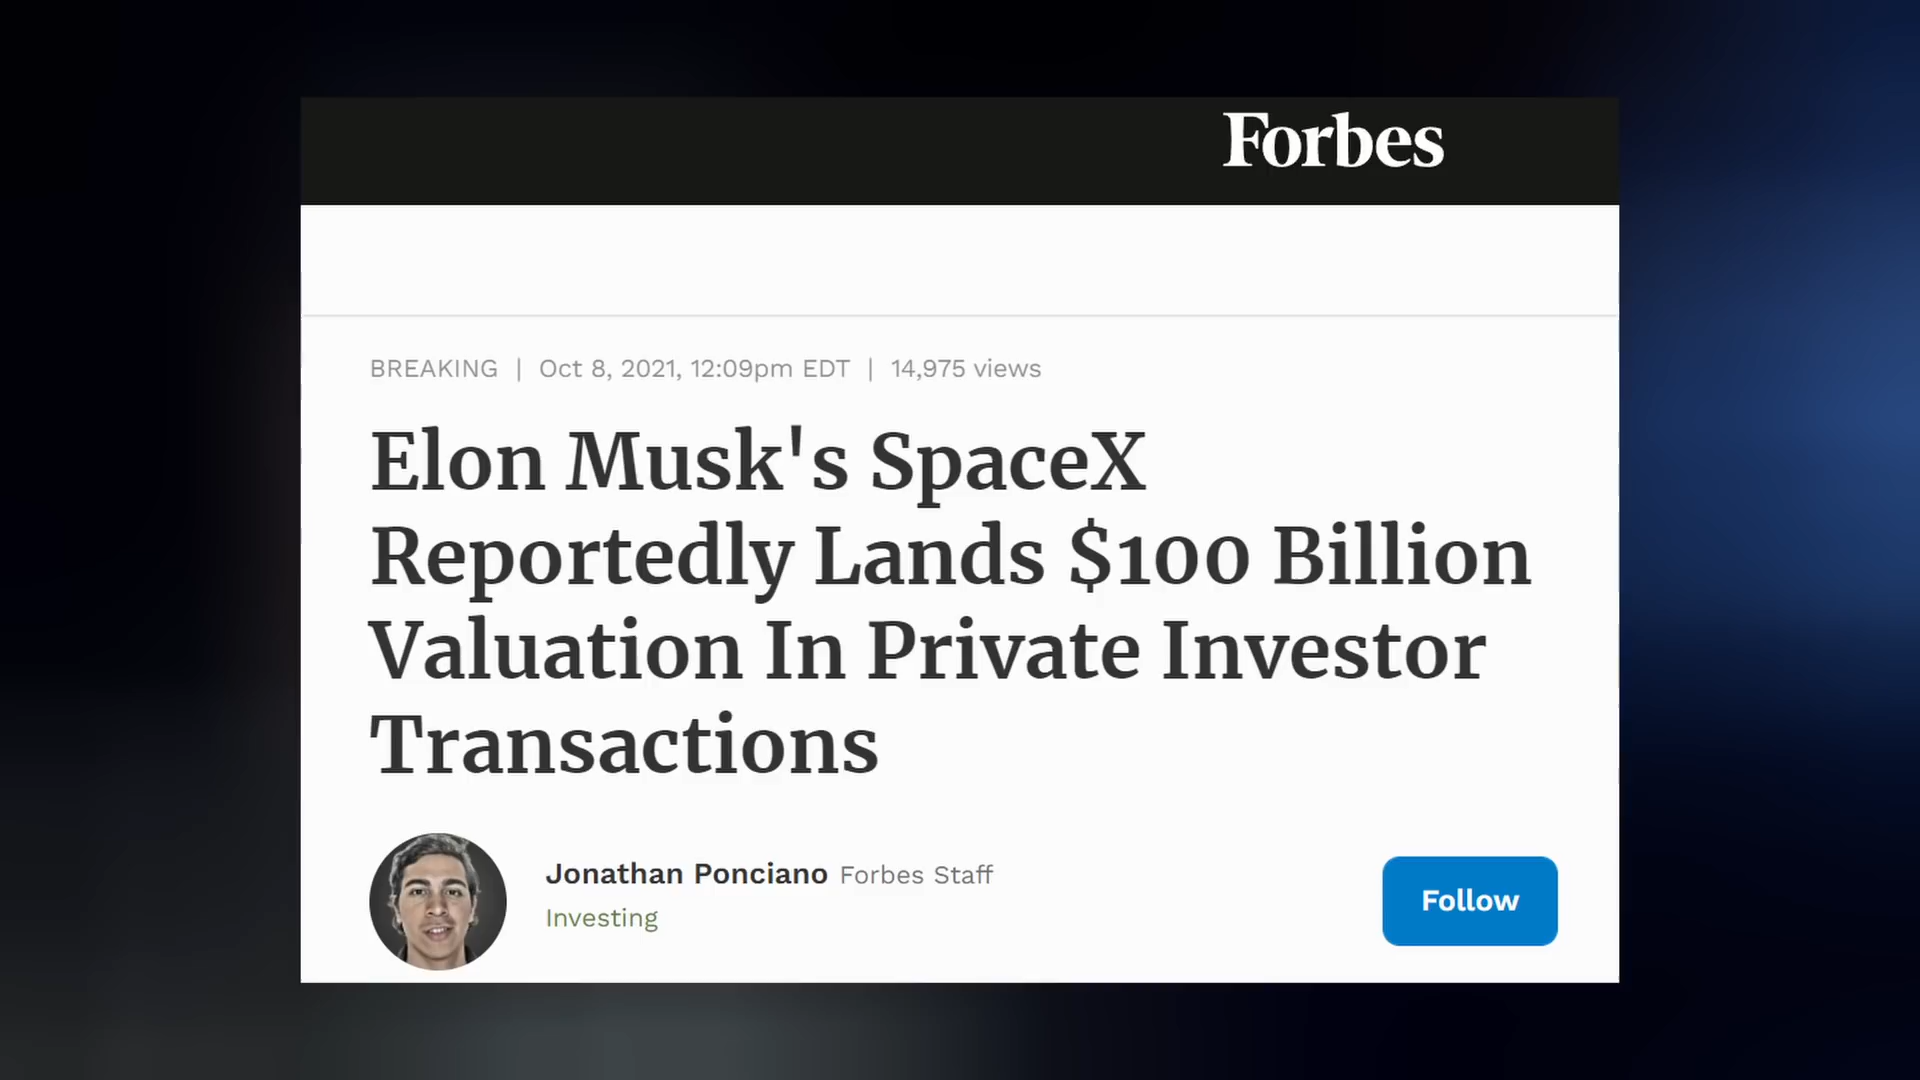 Forbes
BREAKING | Oct 8, 2021, 12:09pm EDT | 14,975 views
Elon Musk's SpaceX
Reportedly Lands $100 Billion
Valuation In Private Investor
Transactions
Jonathan Ponciano Forbes Staff
Investing
Follow